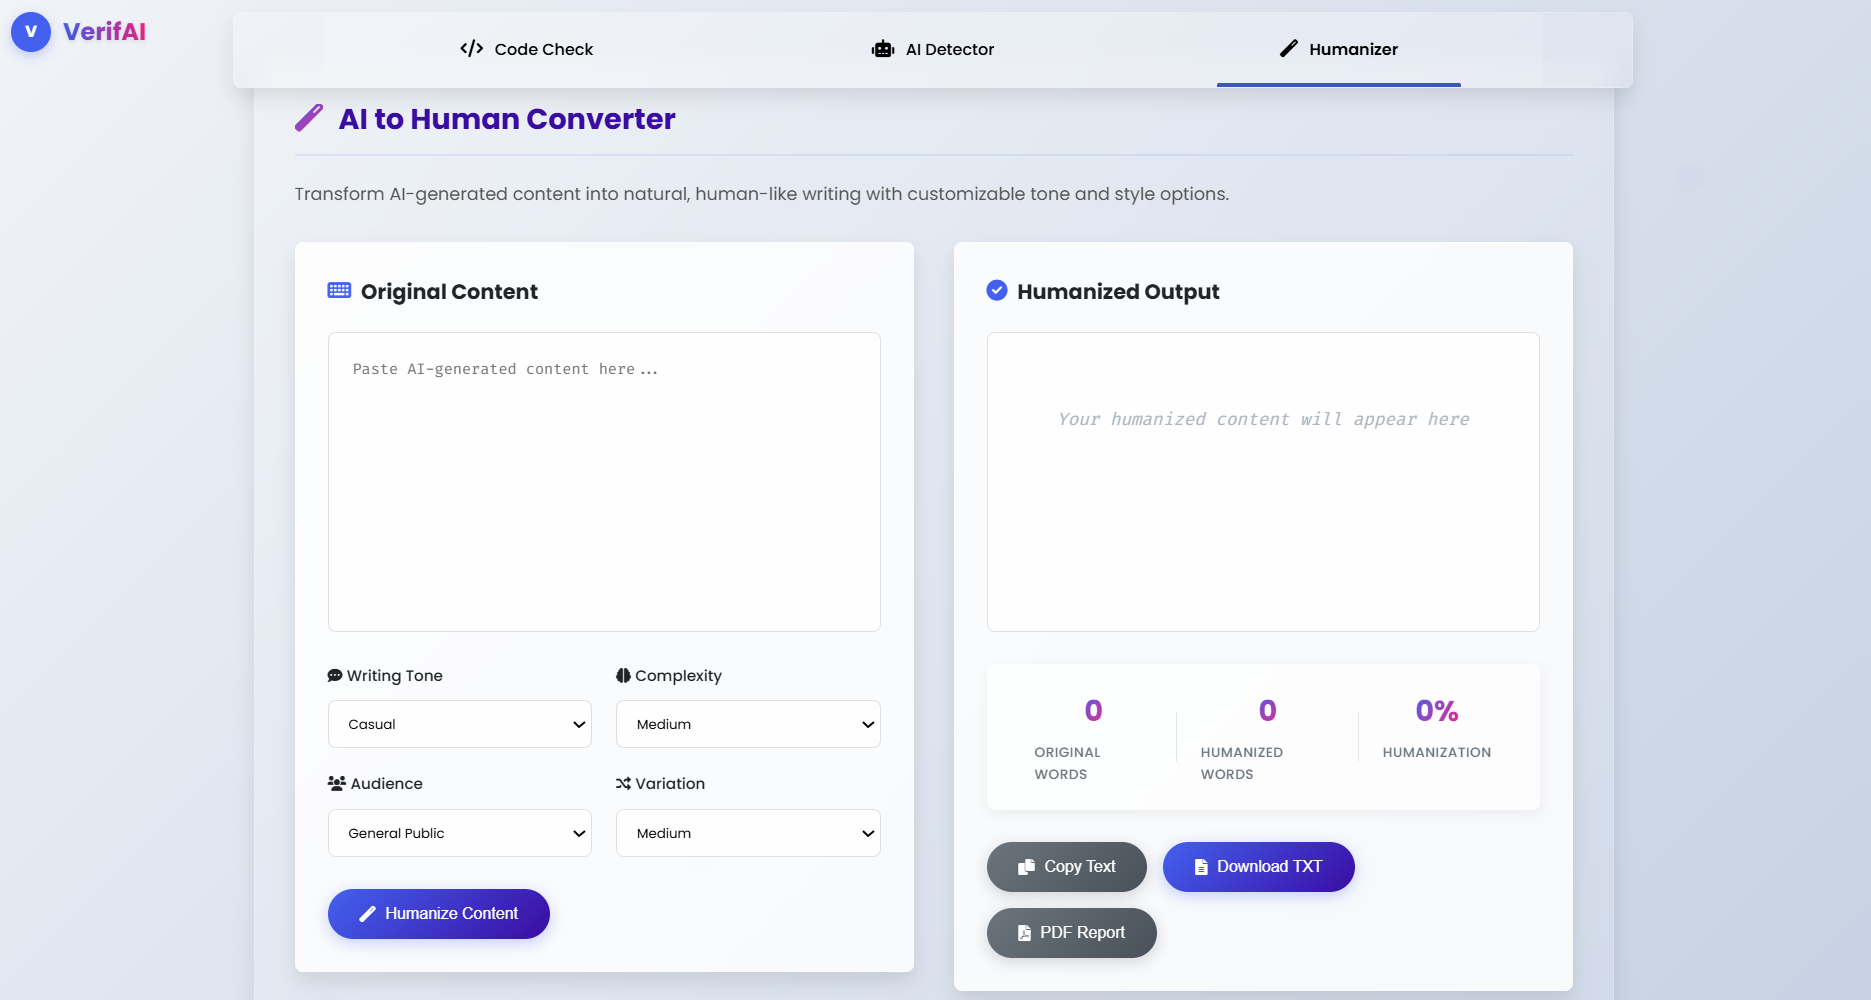 V VerifAI
Code Check
AI Detector
Humanizer
AI to Human Converter
Transform AI-generated content into natural, human-like writing with customizable tone and style options.
Original Content
Paste AI-generated content here...
Writing Tone
Complexity
Casual
Medium
Audience
Variation
General Public
Medium
Humanize Content
Humanized Output
Your humanized content will appear here
0
ORIGINAL
WORDS
0
HUMANIZED
WORDS
0%
HUMANIZATION
Copy Text
Download TXT
PDF Report